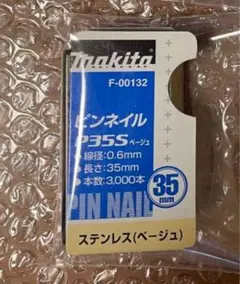 makita
F-00132
ピンネイル
P35S ベージュ
●線径:0.6mm
●長さ:35mm
●本数:3,000本
35
mm
PIN NAIL
ステンレス(ベージュ)